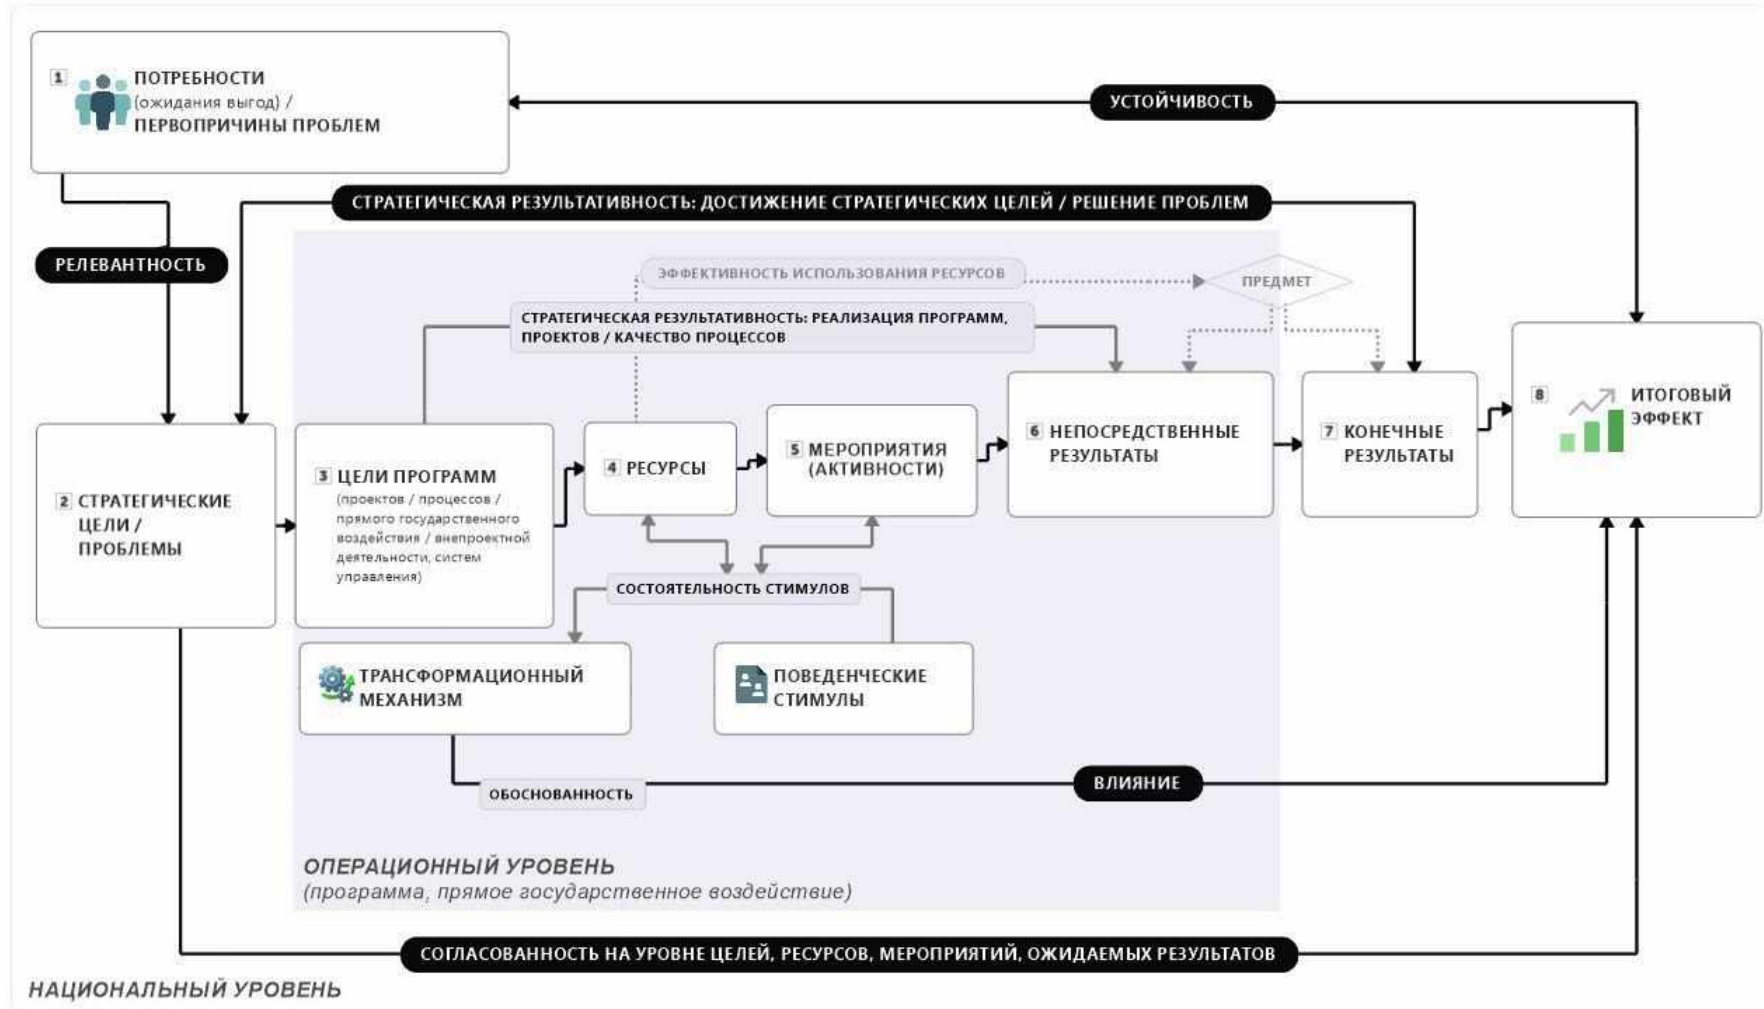 1 ПОТРЕБНОСТИ
(ожидания выгод) /
ПЕРВОПРИЧИНЫ ПРОБЛЕМ
УСТОЙЧИВОСТЬ
СТРАТЕГИЧЕСКАЯ РЕЗУЛЬТАТИВНОСТЬ: ДОСТИЖЕНИЕ СТРАТЕГИЧЕСКИХ ЦЕЛЕЙ / РЕШЕНИЕ ПРОБЛЕМ
РЕЛЕВАНТНОСТЬ
ЭФФЕКТИВНОСТЬ ИСПОЛЬЗОВАНИЯ РЕСУРСОВ
ПРЕДМЕТ
СТРАТЕГИЧЕСКАЯ РЕЗУЛЬТАТИВНОСТЬ: РЕАЛИЗАЦИЯ ПРОГРАММ,
ПРОЕКТОВ / КАЧЕСТВО ПРОЦЕССОВ
2 СТРАТЕГИЧЕСКИЕ
ЦЕЛИ /
ПРОБЛЕМЫ
3 ЦЕЛИ ПРОГРАММ
(проектов / процессов /
прямого государственного
воздействия / внепроектной
деятельности, систем
управления)
4 РЕСУРСЫ
5 МЕРОПРИЯТИЯ
(АКТИВНОСТИ)
6 НЕПОСРЕДСТВЕННЫЕ
РЕЗУЛЬТАТЫ
7 КОНЕЧНЫЕ
РЕЗУЛЬТАТЫ
8 ИТОГОВЫЙ
ЭФФЕКТ
СОСТОЯТЕЛЬНОСТЬ СТИМУЛОВ
ТРАНСФОРМАЦИОННЫЙ
МЕХАНИЗМ
ПОВЕДЕНЧЕСКИЕ
СТИМУЛЫ
ОБОСНОВАННОСТЬ
ВЛИЯНИЕ
ОПЕРАЦИОННЫЙ УРОВЕНЬ
(программа, прямое государственное воздействие)
СОГЛАСОВАННОСТЬ НА УРОВНЕ ЦЕЛЕЙ, РЕСУРСОВ, МЕРОПРИЯТИЙ, ОЖИДАЕМЫХ РЕЗУЛЬТАТОВ
НАЦИОНАЛЬНЫЙ УРОВЕНЬ